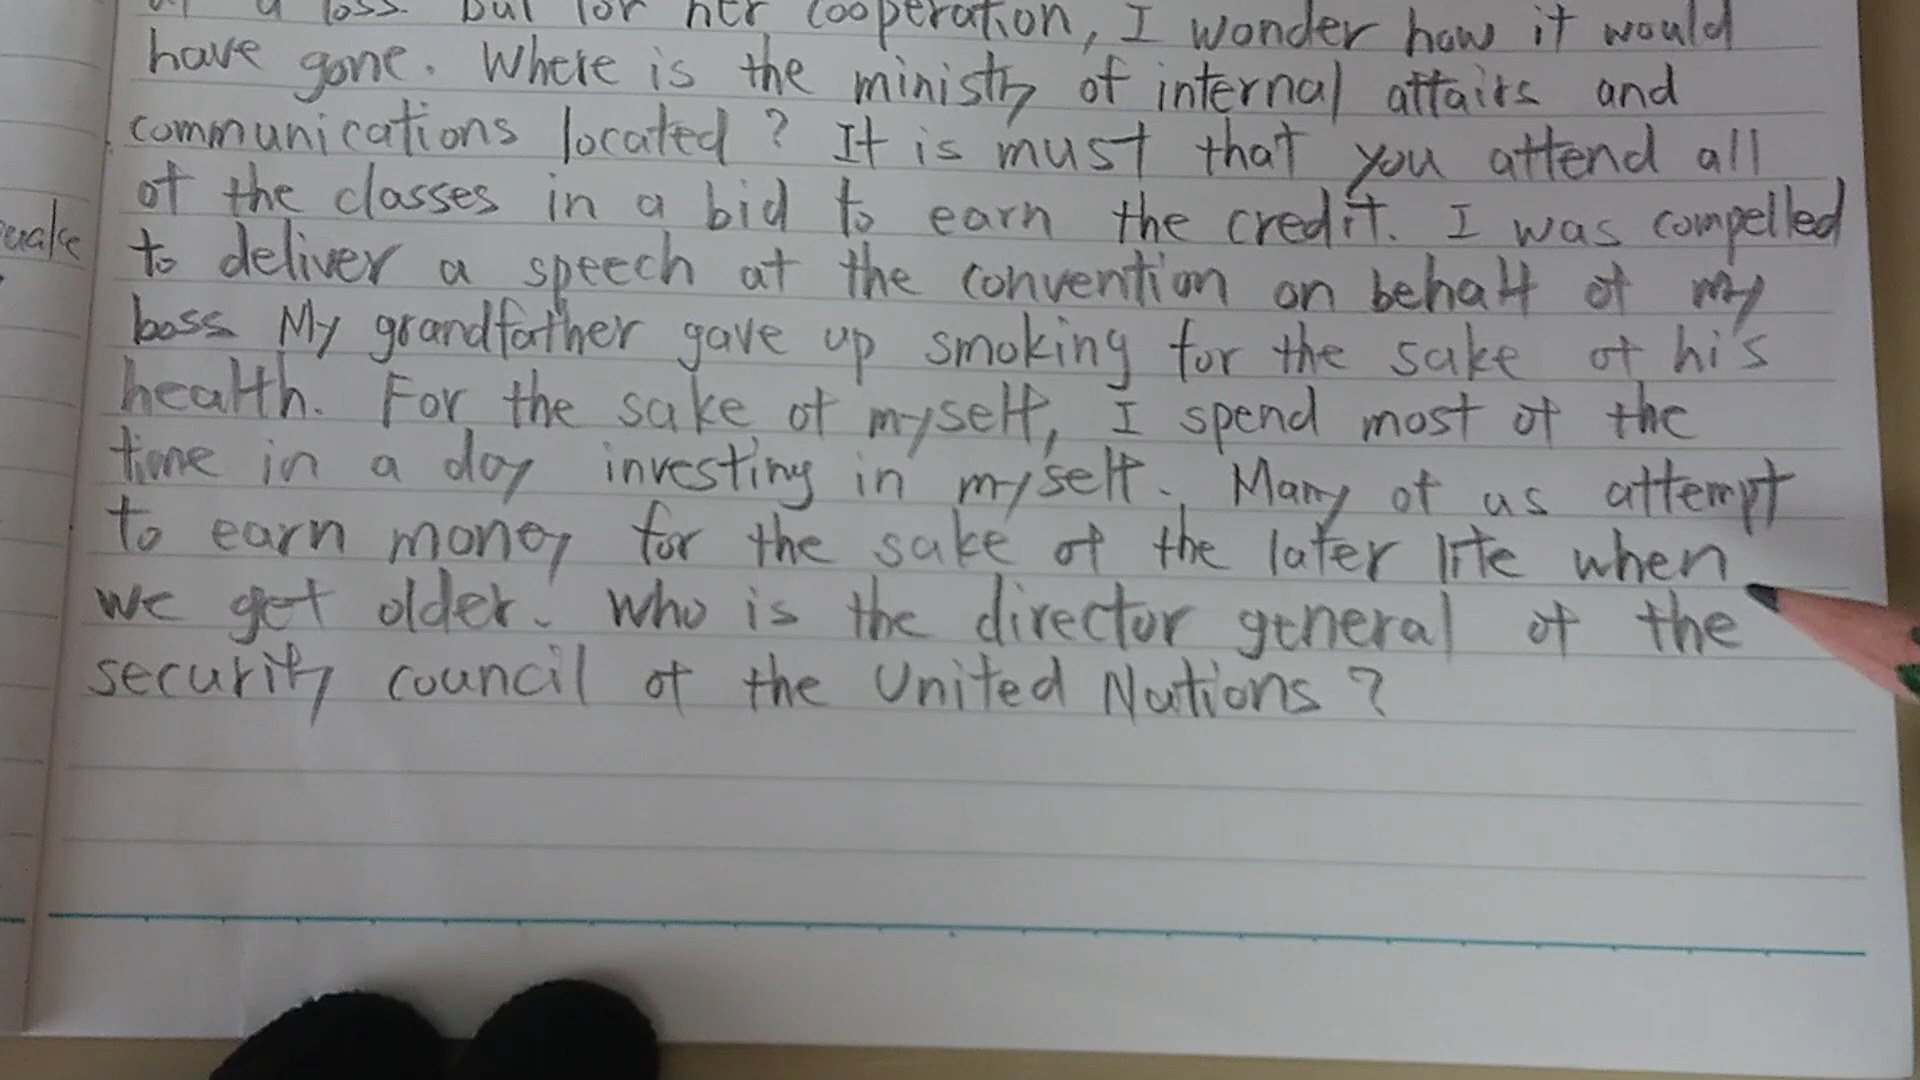 at a loss. But for her cooperation, I wonder how it would
have gone. Where is the ministry of internal affairs and
communications located? It is must that you attend all
of the classes in a bid to earn the credit. I was compelled
to deliver a speech at the convention on behalf of my
boss My grandfather gave up smoking for the sake of his
health. For the sake of myself, I spend most of the
time in a day investing in myself. Many of us attempt
to earn money for the sake of the later life when
we get older. Who is the director general of the
security council of the United Nations?